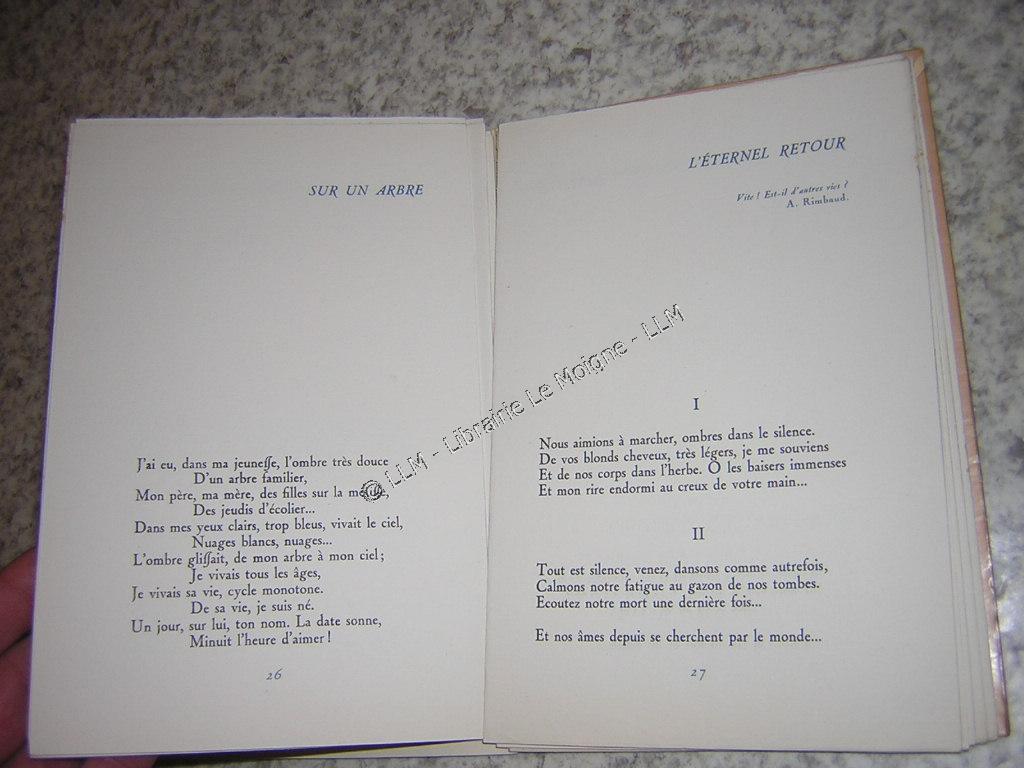 SUR UN ARBRE
J'ai eu, dans ma jeunesse, l'ombre très douce
D'un arbre familier,
Mon père, ma mère, des filles sur la
Des jeudis d'écolier...
Dans mes yeux clairs, trop bleus, vivait le ciel,
Nuages blancs, nuages...
L'ombre glissait, de mon arbre à mon ciel ;
Je vivais tous les âges,
Je vivais sa vie, cycle monotone.
De sa vie, je suis né.
Un jour, sur lui, ton nom. La date sonne,
Minuit l'heure d'aimer !
26
L'ÉTERNEL RETOUR
Vite ! Est-il d'autres vies ?
A. Rimbaud.
I
Nous aimions à marcher, ombres dans le silence.
De vos blonds cheveux, très légers, je me souviens
Et de nos corps dans l'herbe. Ô les baisers immenses
Et mon rire endormi au creux de votre main...
II
Tout est silence, venez, dansons comme autrefois,
Calmons notre fatigue au gazon de nos tombes.
Ecoutez notre mort une dernière fois...
Et nos âmes depuis se cherchent par le monde...
27
@ LLM - Librairie Le Moigne - LLM